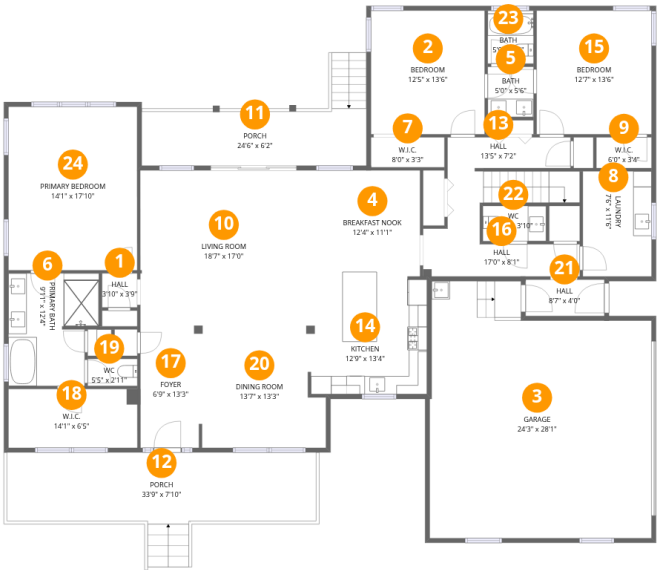 23
BATH
2
BEDROOM
12'5" x 13'6"
5
BATH
5'0" x 5'6"
15
BEDROOM
12'7" x 13'6"
11
PORCH
24'6" x 6'2"
7
W.I.C.
8'0" x 3'3"
13
HALL
13'5" x 7'2"
9
W.I.C.
6'0" x 3'4"
24
PRIMARY BEDROOM
14'1" x 17'10"
8
LAUNDRY
7'6" x 11'6"
4
BREAKFAST NOOK
12'4" x 11'1"
22
WC
10
LIVING ROOM
18'7" x 17'0"
16
HALL
17'0" x 8'1"
6
PRIMARY BATH
9'11" x 12'4"
1
HALL
3'10" x 3'9"
21
HALL
8'7" x 4'0"
14
KITCHEN
12'9" x 13'4"
19
WC
5'5" x 2'11"
17
FOYER
6'9" x 13'3"
20
DINING ROOM
13'7" x 13'3"
18
W.I.C.
14'1" x 6'5"
3
GARAGE
24'3" x 28'1"
12
PORCH
33'9" x 7'10"